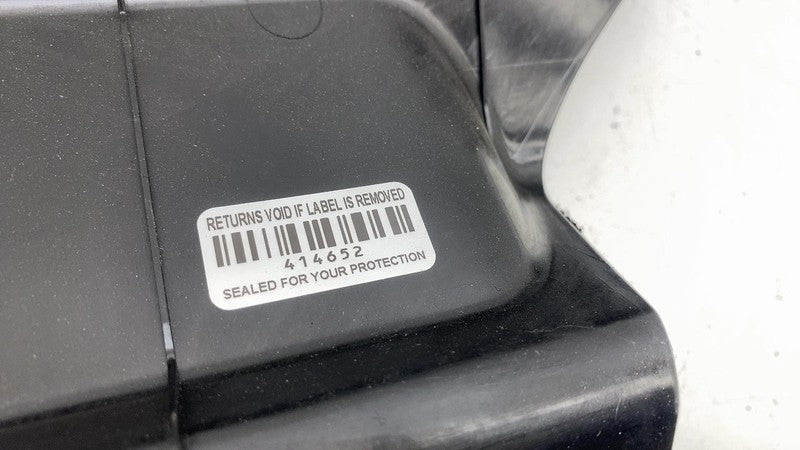 RETURNS VOID IF LABEL IS REMOVED
414652
SEALED FOR YOUR PROTECTION